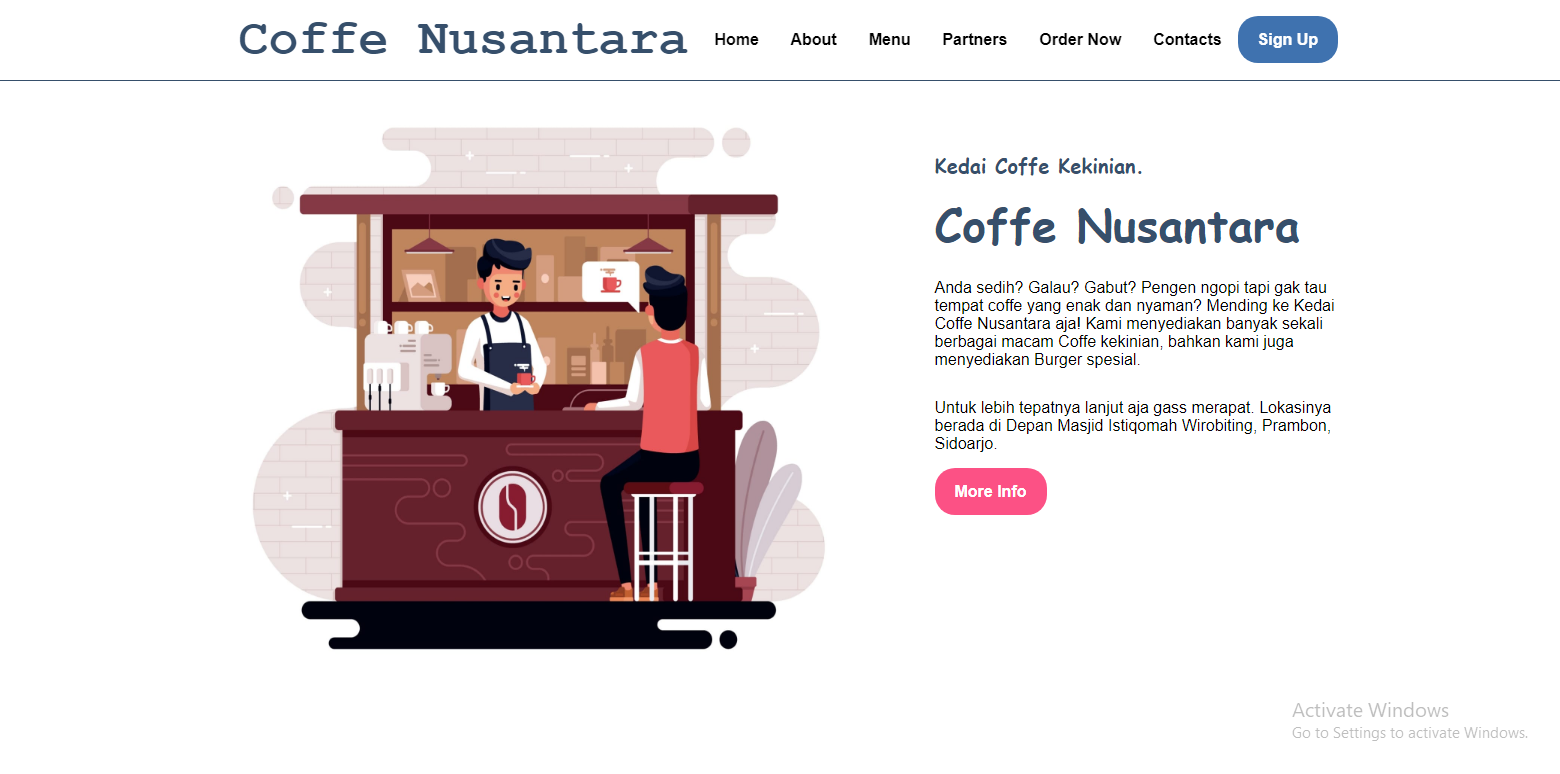 Coffe Nusantara Home About Menu Partners Order Now Contacts Sign Up
Kedai Coffe Kekinian.
Coffe Nusantara
Anda sedih? Galau? Gabut? Pengen ngopi tapi gak tau
tempat coffe yang enak dan nyaman? Mending ke Kedai
Coffe Nusantara aja! Kami menyediakan banyak sekali
berbagai macam Coffe kekinian, bahkan kami juga
menyediakan Burger spesial.
Untuk lebih tepatnya lanjut aja gass merapat. Lokasinya
berada di Depan Masjid Istiqomah Wirobiting, Prambon,
Sidoarjo.
More Info
Activate Windows
Go to Settings to activate Windows.